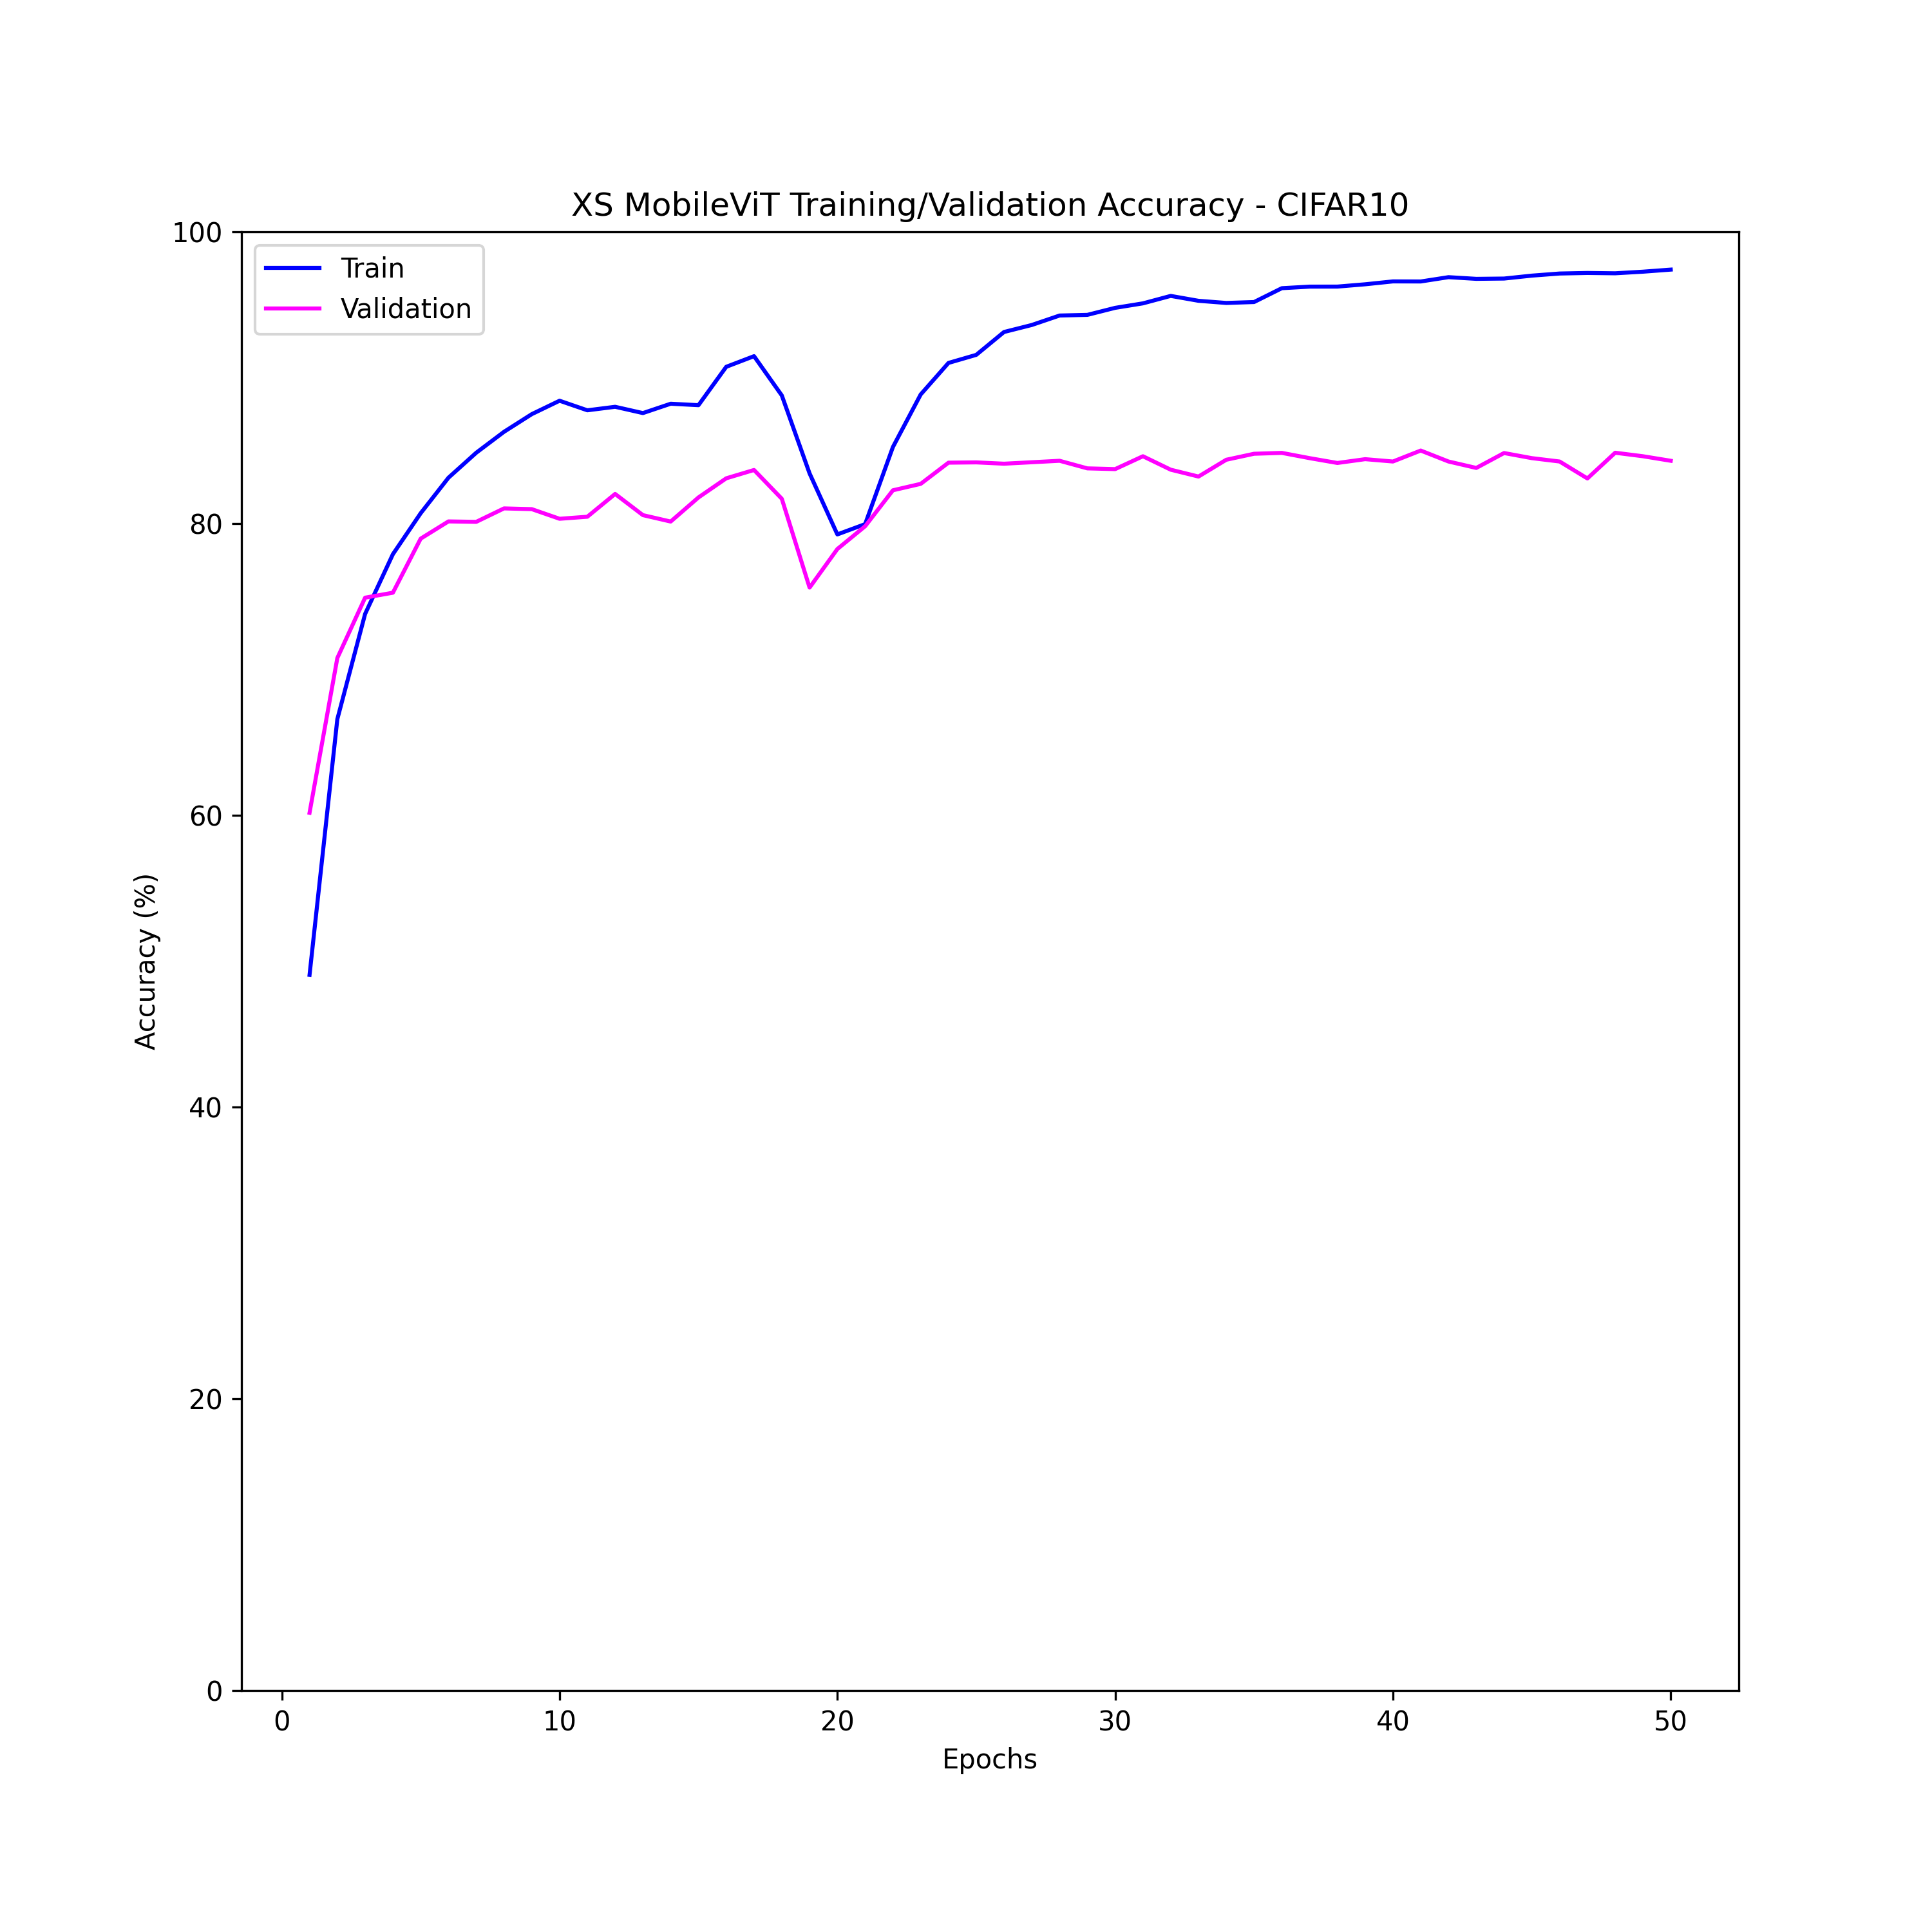 XS MobileViT Training/Validation Accuracy - CIFAR10
100
Train
Validation
80
60
Accuracy (%)
40
20
0
0 10 20 30 40 50
Epochs